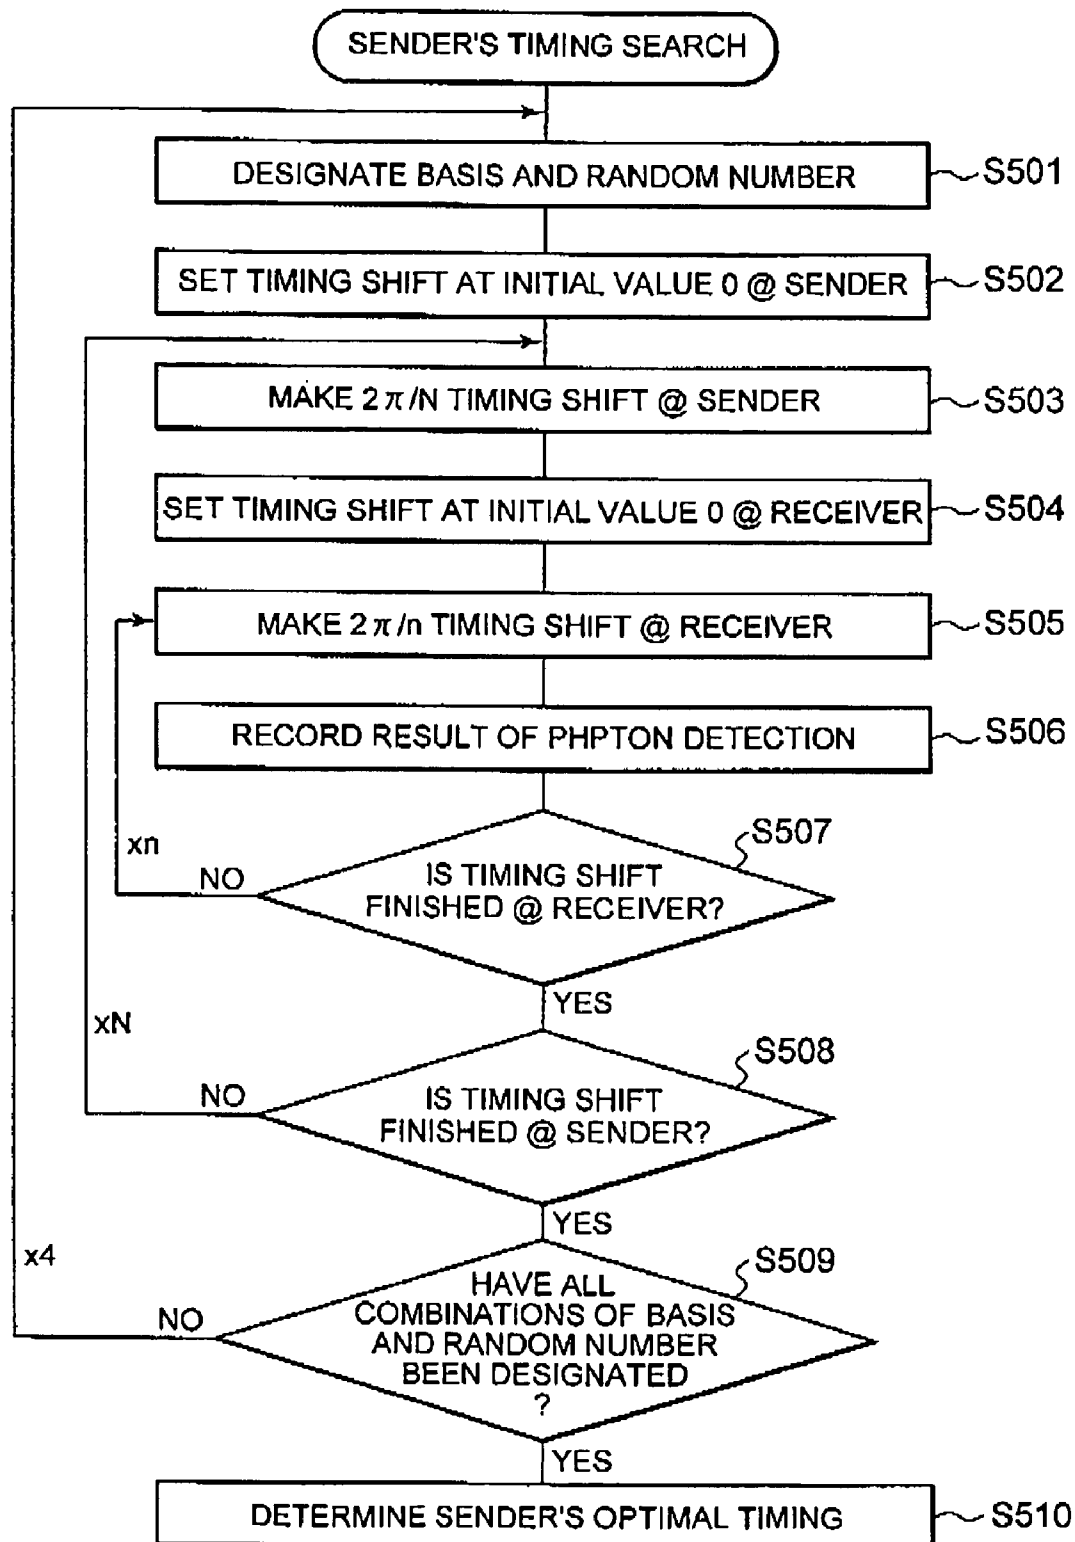 SENDER'S TIMING SEARCH
DESIGNATE BASIS AND RANDOM NUMBER
S501
SET TIMING SHIFT AT INITIAL VALUE 0 @ SENDER
S502
MAKE 2π/N TIMING SHIFT @ SENDER
S503
SET TIMING SHIFT AT INITIAL VALUE 0 @ RECEIVER
S504
MAKE 2π/n TIMING SHIFT @ RECEIVER
S505
RECORD RESULT OF PHPTON DETECTION
S506
S507
xn
NO
IS TIMING SHIFT
FINISHED @ RECEIVER?
YES
xN
S508
NO
IS TIMING SHIFT
FINISHED @ SENDER?
YES
x4
S509
NO
HAVE ALL
COMBINATIONS OF BASIS
AND RANDOM NUMBER
BEEN DESIGNATED
?
YES
DETERMINE SENDER'S OPTIMAL TIMING
S510